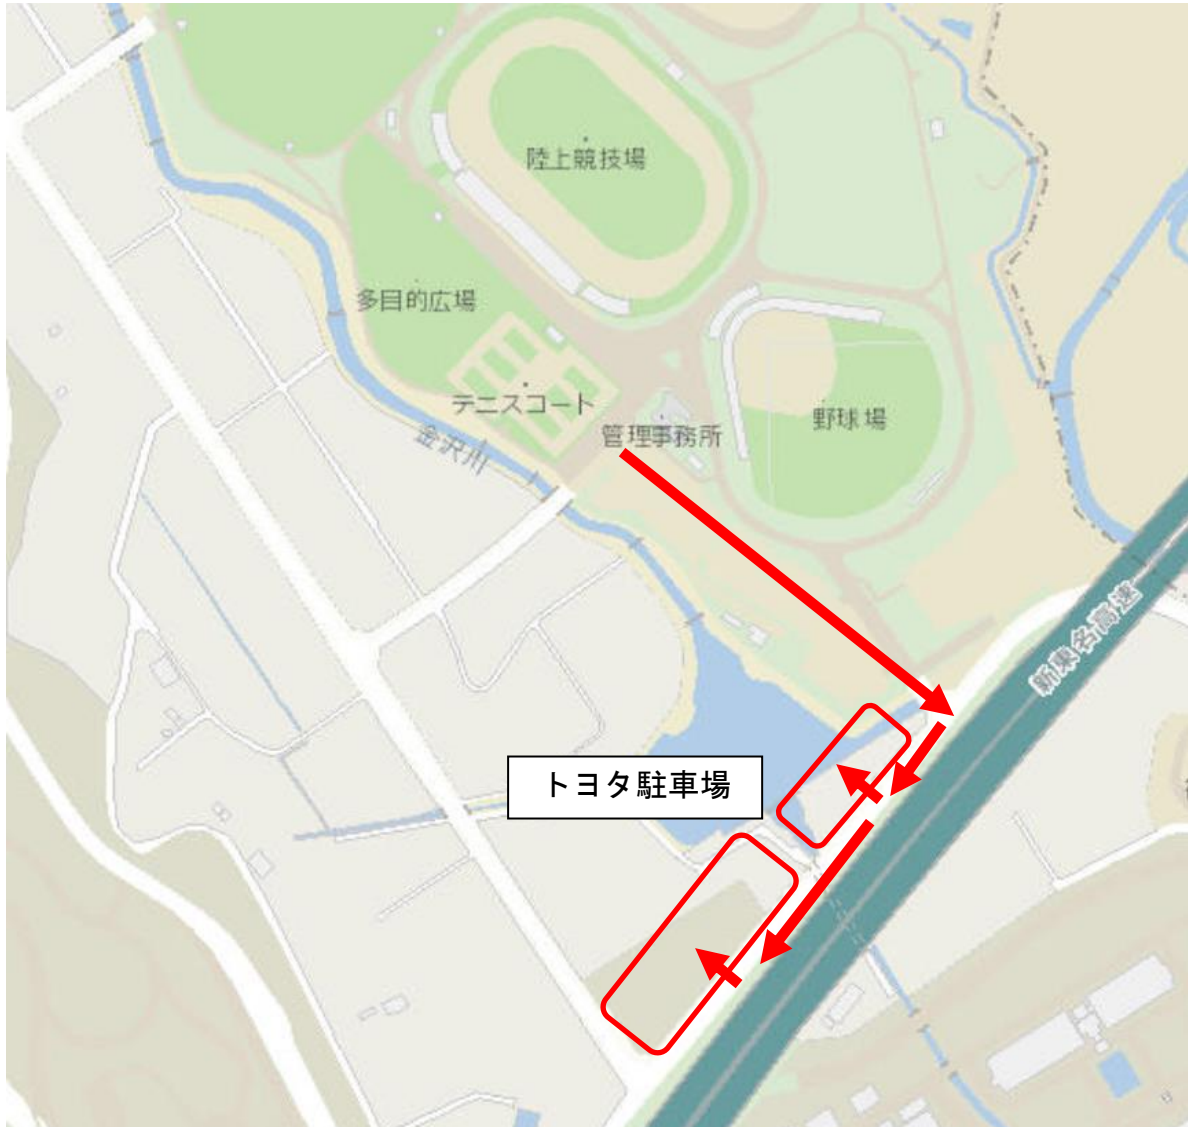 陸上競技場
多目的広場
テニスコート
管理事務所
野球場
金沢川
新東名高速
トヨタ駐車場